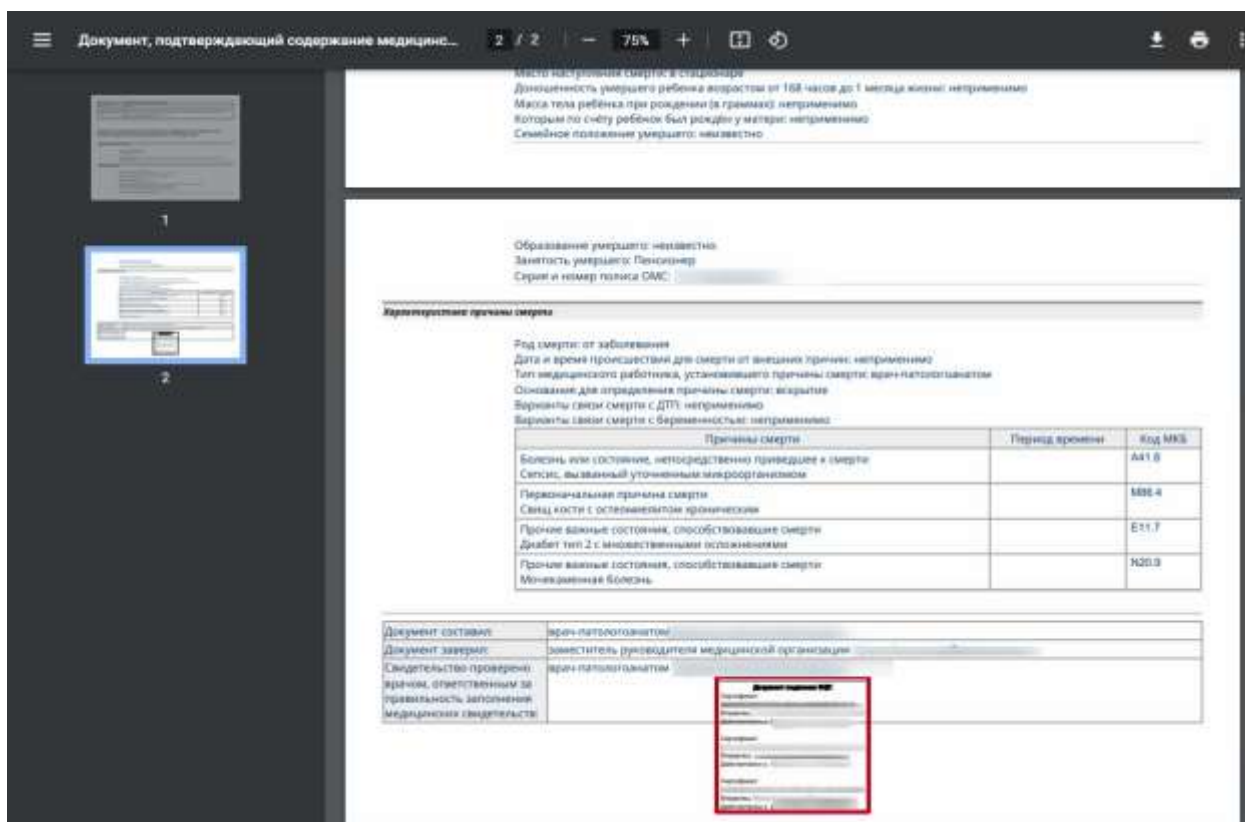 Документ, подтверждающий содержание медицинс... 2 / 2 75%
Место наступления смерти: в стационаре
Доношенность умершего ребенка возрастом от 168 часов до 1 месяца жизни: неприменимо
Масса тела ребёнка при рождении (в граммах): неприменимо
Которым по счёту ребёнок был рождён у матери: неприменимо
Семейное положение умершего: неизвестно
1
2
Образование умершего: неизвестно
Занятость умершего: Пенсионер
Серия и номер полиса ОМС:
Характеристика причины смерти
Род смерти: от заболевания
Дата и время происшествия для смерти от внешних причин: неприменимо
Тип медицинского работника, установившего причины смерти: врач-патологоанатом
Основание для определения причины смерти: вскрытие
Варианты связи смерти с ДТП: неприменимо
Варианты связи смерти с беременностью: неприменимо
Причины смерти Период времени Код МКБ
Болезнь или состояние, непосредственно приведшее к смерти A41.8
Сепсис, вызванный уточненным микроорганизмом
Первоначальная причина смерти M86.4
Свищ кости с остеомиелитом хроническим
Прочие важные состояния, способствовавшие смерти E11.7
Диабет тип 2 с множественными осложнениями
Прочие важные состояния, способствовавшие смерти N20.9
Мочекаменная болезнь
Документ составил: врач-патологоанатом
Документ заверил: заместитель руководителя медицинской организации
Свидетельство проверено врач-патологоанатом
врачом, ответственным за
правильность заполнения
медицинских свидетельств